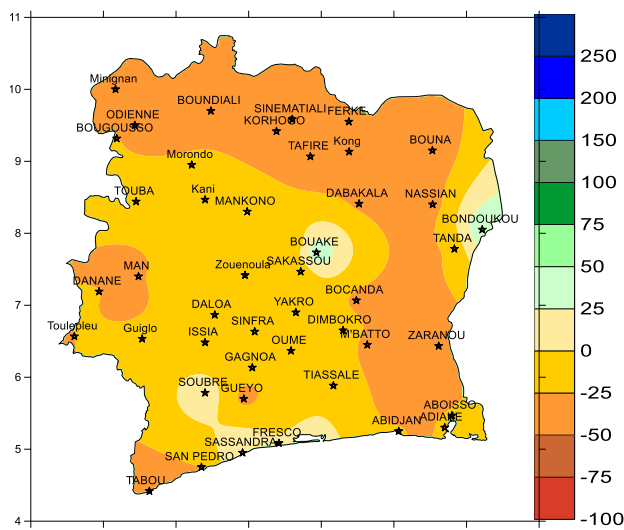 11
10
9
8
7
6
5
4
Minignan
ODIENNE
BOUGOUSSO
BOUNDIALI
SINEMATIALI
FERKE
KORHOGO
TAFIRE
Kong
BOUNA
Morondo
TOUBA
Kani
MANKONO
DABAKALA
NASSIAN
BONDOUKOU
TANDA
BOUAKE
SAKASSOU
Zouenoula
MAN
DANANE
BOCANDA
YAKRO
DALOA
DIMBOKRO
M'BATTO
SINFRA
ISSIA
Toulepleu
Guiglo
OUME
ZARANOU
GAGNOA
TIASSALE
SOUBRE
GUEYO
ABOISSO
ADIAKE
ABIDJAN
FRESCO
SASSANDRA
SAN PEDRO
TABOU
250
200
150
100
75
50
25
0
-25
-50
-75
-100